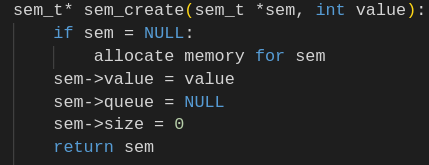 sem_t* sem_create(sem_t *sem, int value):
    if sem = NULL:
        allocate memory for sem
    sem->value = value
    sem->queue = NULL
    sem->size = 0
    return sem